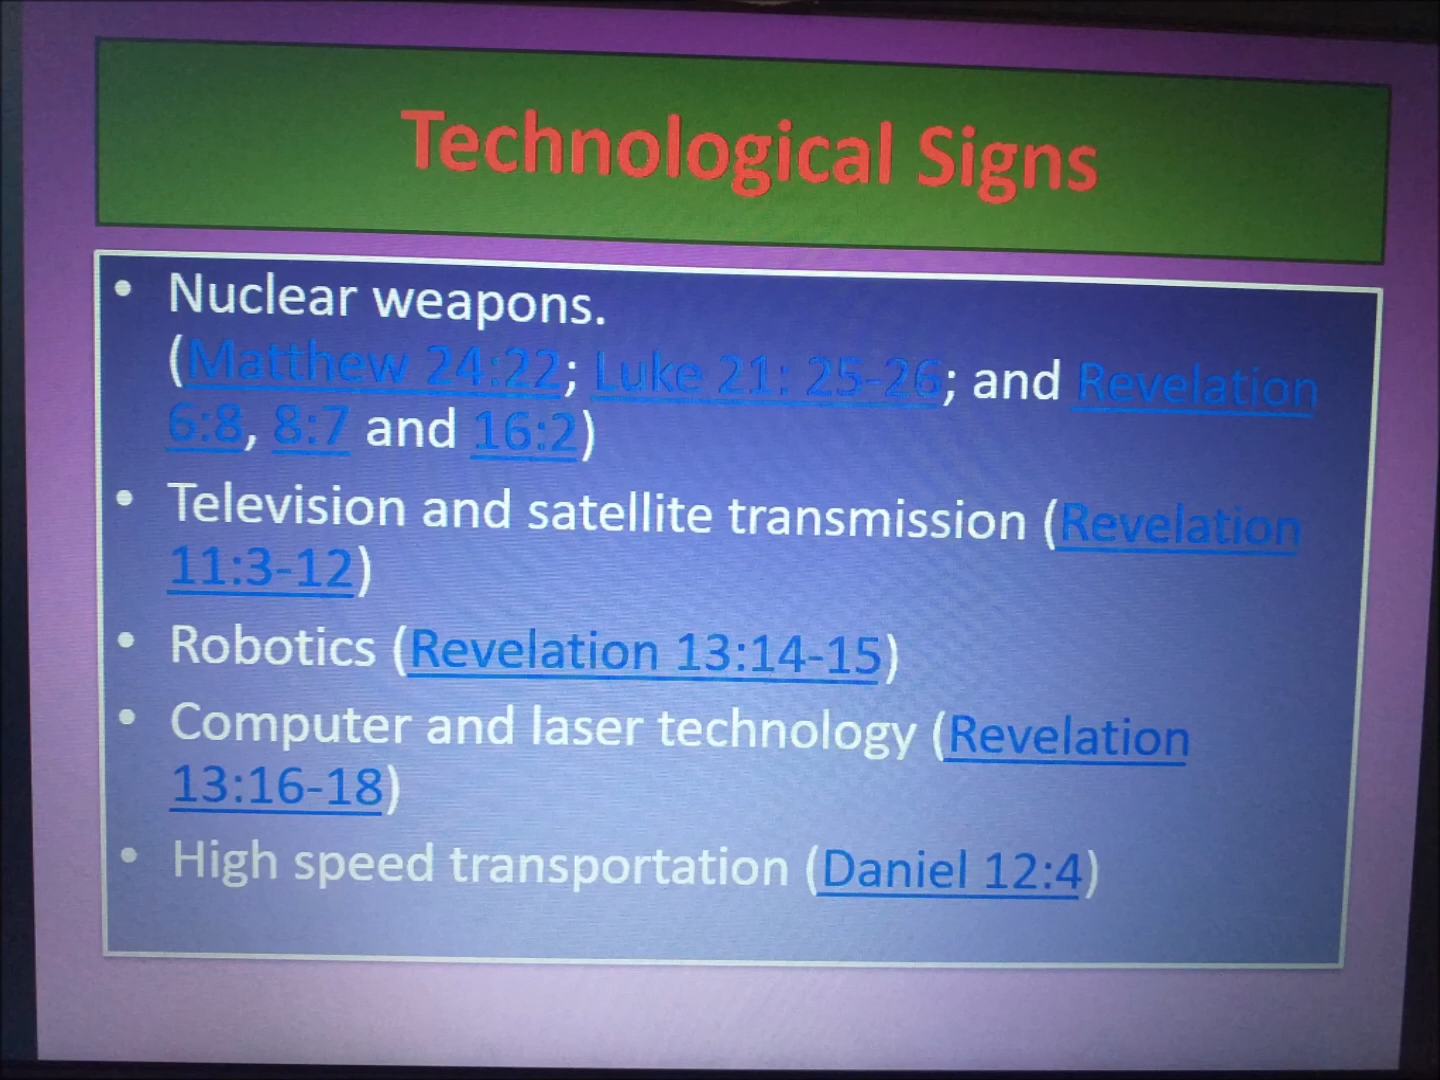 Technological Signs
• Nuclear weapons.
(Matthew 24:22; Luke 21: 25-26; and Revelation
6:8, 8:7 and 16:2)
• Television and satellite transmission (Revelation
11:3-12)
• Robotics (Revelation 13:14-15)
• Computer and laser technology (Revelation
13:16-18)
• High speed transportation (Daniel 12:4)